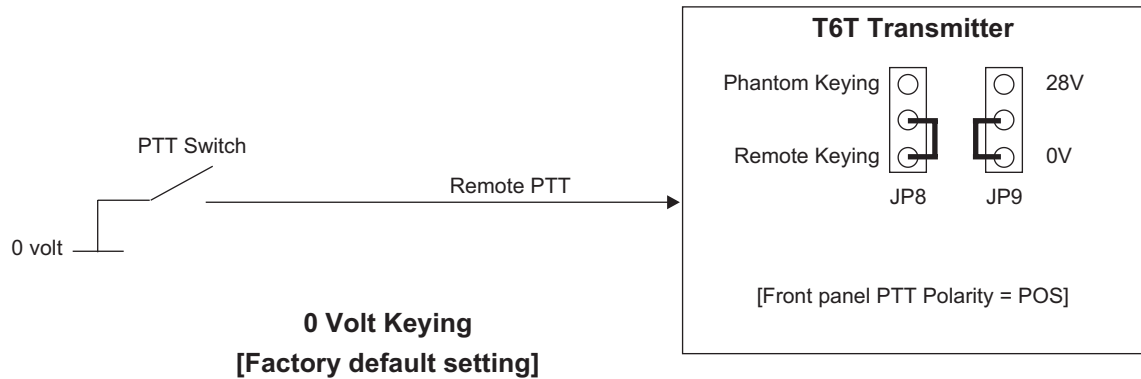 T6T Transmitter
Phantom Keying
28V
PTT Switch
Remote Keying
0V
Remote PTT
JP8
JP9
0 volt
[Front panel PTT Polarity = POS]
0 Volt Keying
[Factory default setting]